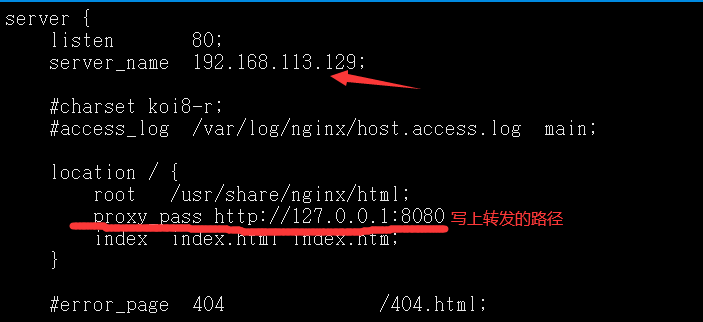 server {
    listen       80;
    server_name  192.168.113.129;
    #charset koi8-r;
    #access_log  /var/log/nginx/host.access.log  main;
    location / {
        root   /usr/share/nginx/html;
        proxy_pass http://127.0.0.1:8080 写上转发的路径
        index  index.html index.htm;
    }
    #error_page  404              /404.html;